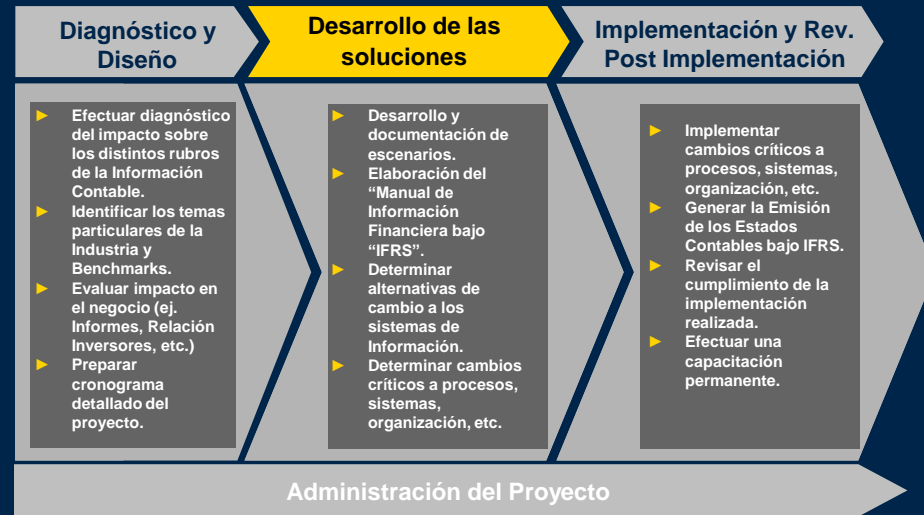 Diagnóstico y
Diseño
► Efectuar diagnóstico
del impacto sobre
los distintos rubros
de la Información
Contable.
► Identificar los temas
particulares de la
Industria y
Benchmarks.
► Evaluar impacto en
el negocio (ej.
Informes, Relación
Inversores, etc.)
► Preparar
cronograma
detallado del
proyecto.
Desarrollo de las
soluciones
► Desarrollo y
documentación de
escenarios.
► Elaboración del
“Manual de
Información
Financiera bajo
“IFRS”.
► Determinar
alternativas de
cambio a los
sistemas de
Información.
► Determinar cambios
críticos a procesos,
sistemas,
organización, etc.
Implementación y Rev.
Post Implementación
► Implementar
cambios críticos a
procesos, sistemas,
organización, etc.
► Generar la Emisión
de los Estados
Contables bajo IFRS.
► Revisar el
cumplimiento de la
implementación
realizada.
► Efectuar una
capacitación
permanente.
Administración del Proyecto